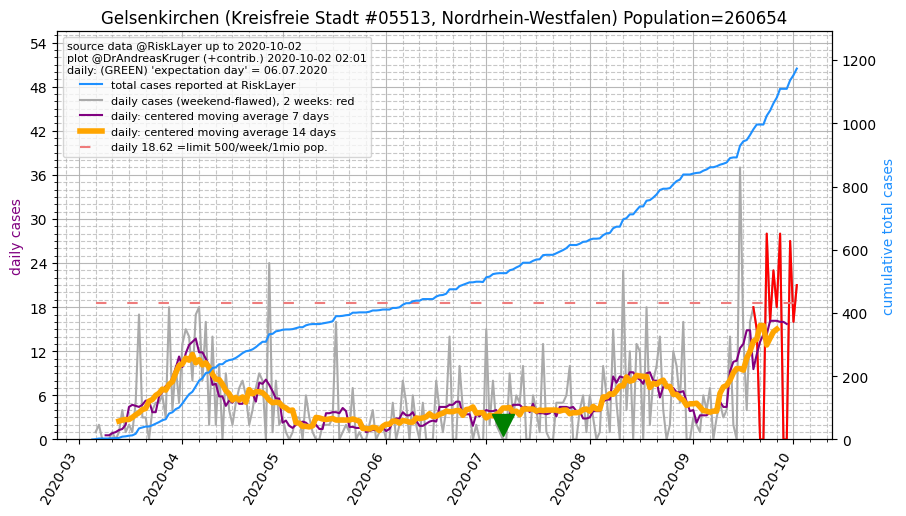 Gelsenkirchen (Kreisfreie Stadt #05513, Nordrhein-Westfalen) Population=260654
source data @RiskLayer up to 2020-10-02
plot @DrAndreasKruger (+contrib.) 2020-10-02 02:01
daily: (GREEN) 'expectation day' = 06.07.2020
total cases reported at RiskLayer
daily cases (weekend-flawed), 2 weeks: red
daily: centered moving average 7 days
daily: centered moving average 14 days
daily 18.62 =limit 500/week/1mio pop.
daily cases
54
48
42
36
30
24
18
12
6
0
cumulative total cases
1200
1000
800
600
400
200
0
2020-03
2020-04
2020-05
2020-06
2020-07
2020-08
2020-09
2020-10